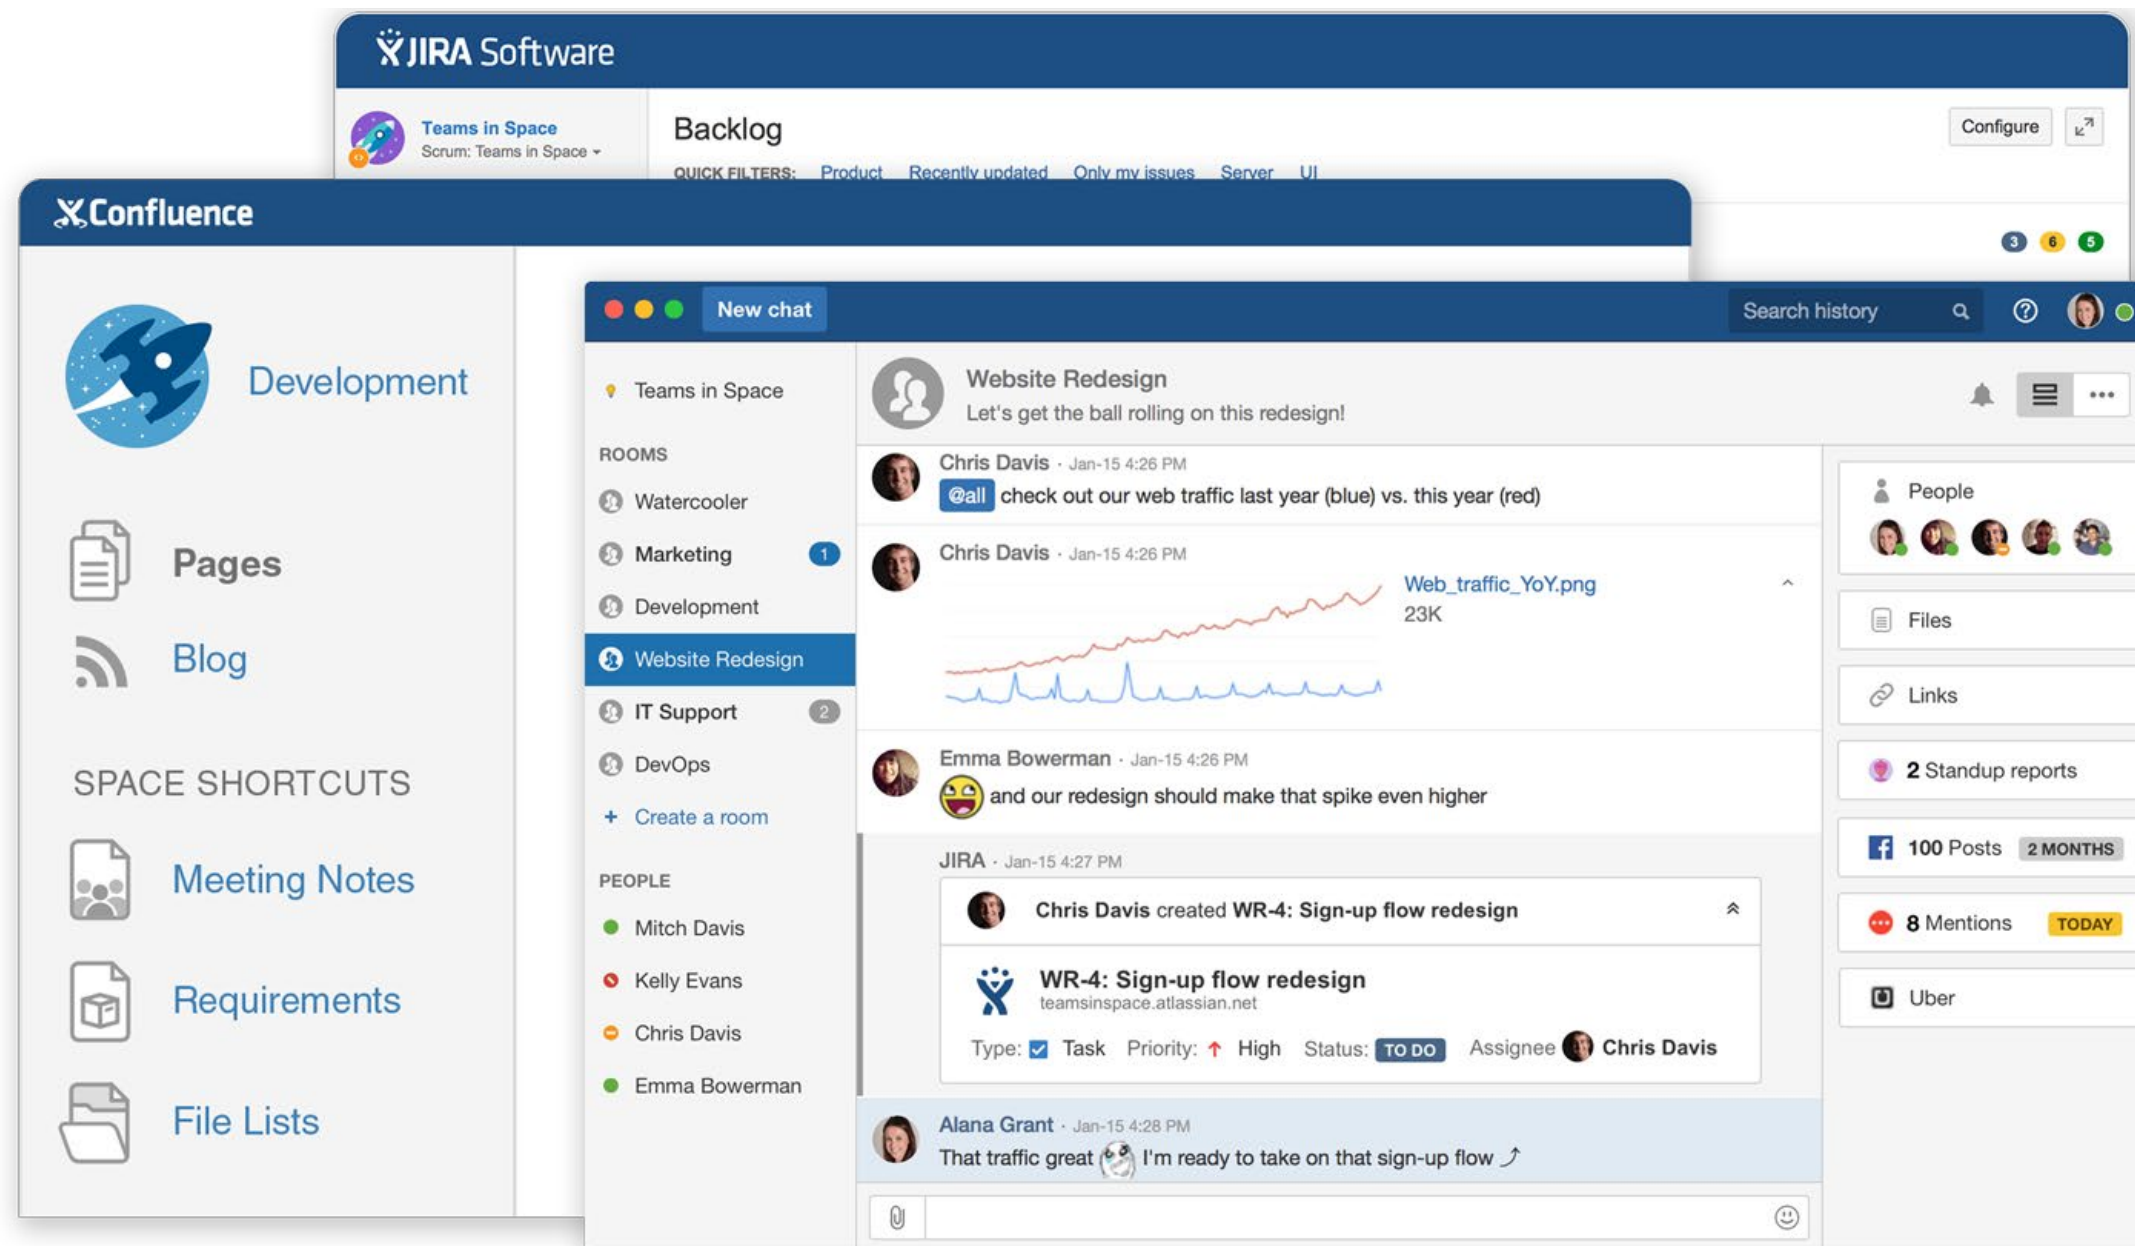 JIRA Software
Teams in Space
Scrum: Teams in Space
Backlog
Configure
QUICK FILTERS: Product Recently updated Only my issues Server UI
3 6 5
Confluence
Development
Pages
Blog
SPACE SHORTCUTS
Meeting Notes
Requirements
File Lists
New chat
Search history
Teams in Space
ROOMS
Watercooler
Marketing 1
Development
Website Redesign
IT Support 2
DevOps
+ Create a room
PEOPLE
Mitch Davis
Kelly Evans
Chris Davis
Emma Bowerman
Website Redesign
Let's get the ball rolling on this redesign!
Chris Davis · Jan-15 4:26 PM
@all check out our web traffic last year (blue) vs. this year (red)
Chris Davis · Jan-15 4:26 PM
Web_traffic_YoY.png
23K
Emma Bowerman · Jan-15 4:26 PM
and our redesign should make that spike even higher
JIRA · Jan-15 4:27 PM
Chris Davis created WR-4: Sign-up flow redesign
WR-4: Sign-up flow redesign
teamsinspace.atlassian.net
Type: Task Priority: High Status: TO DO Assignee Chris Davis
Alana Grant · Jan-15 4:28 PM
That traffic great I'm ready to take on that sign-up flow
People
Files
Links
2 Standup reports
100 Posts 2 MONTHS
8 Mentions TODAY
Uber